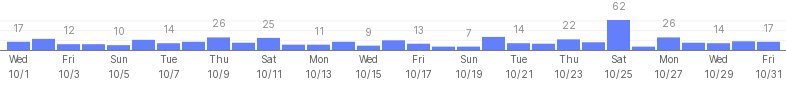 62
17 12 10 14 26 25 11 9 13 7 14 22 26 14 17
Wed Fri Sun Tue Thu Sat Mon Wed Fri Sun Tue Thu Sat Mon Wed Fri
10/1 10/3 10/5 10/7 10/9 10/11 10/13 10/15 10/17 10/19 10/21 10/23 10/25 10/27 10/29 10/31